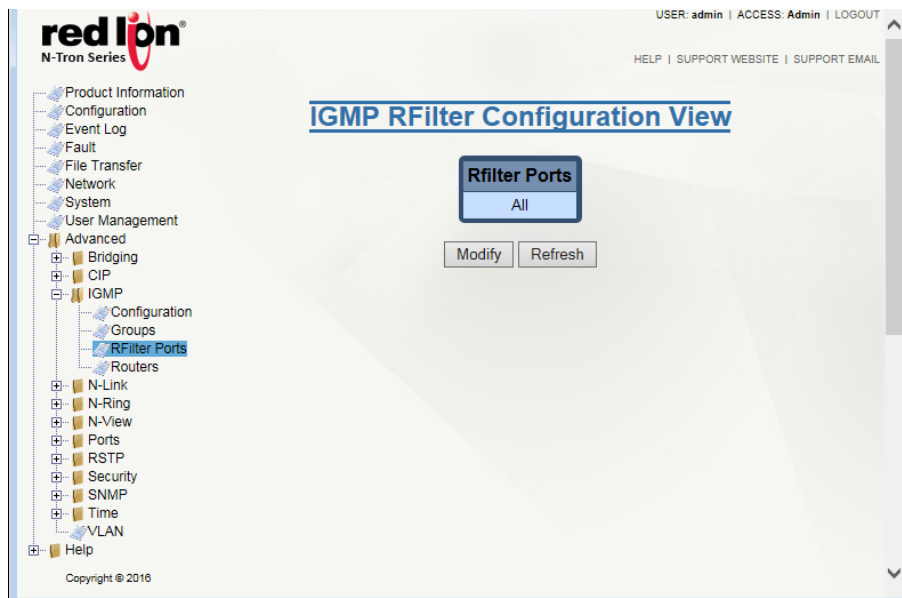 USER: admin | ACCESS: Admin | LOGOUT
red lion®
N-Tron Series
HELP | SUPPORT WEBSITE | SUPPORT EMAIL
Product Information
Configuration
Event Log
Fault
File Transfer
Network
System
User Management
Advanced
Bridging
CIP
IGMP
Configuration
Groups
RFilter Ports
Routers
N-Link
N-Ring
N-View
Ports
RSTP
Security
SNMP
Time
VLAN
Help
Copyright © 2016
IGMP RFilter Configuration View
Rfilter Ports
All
Modify Refresh